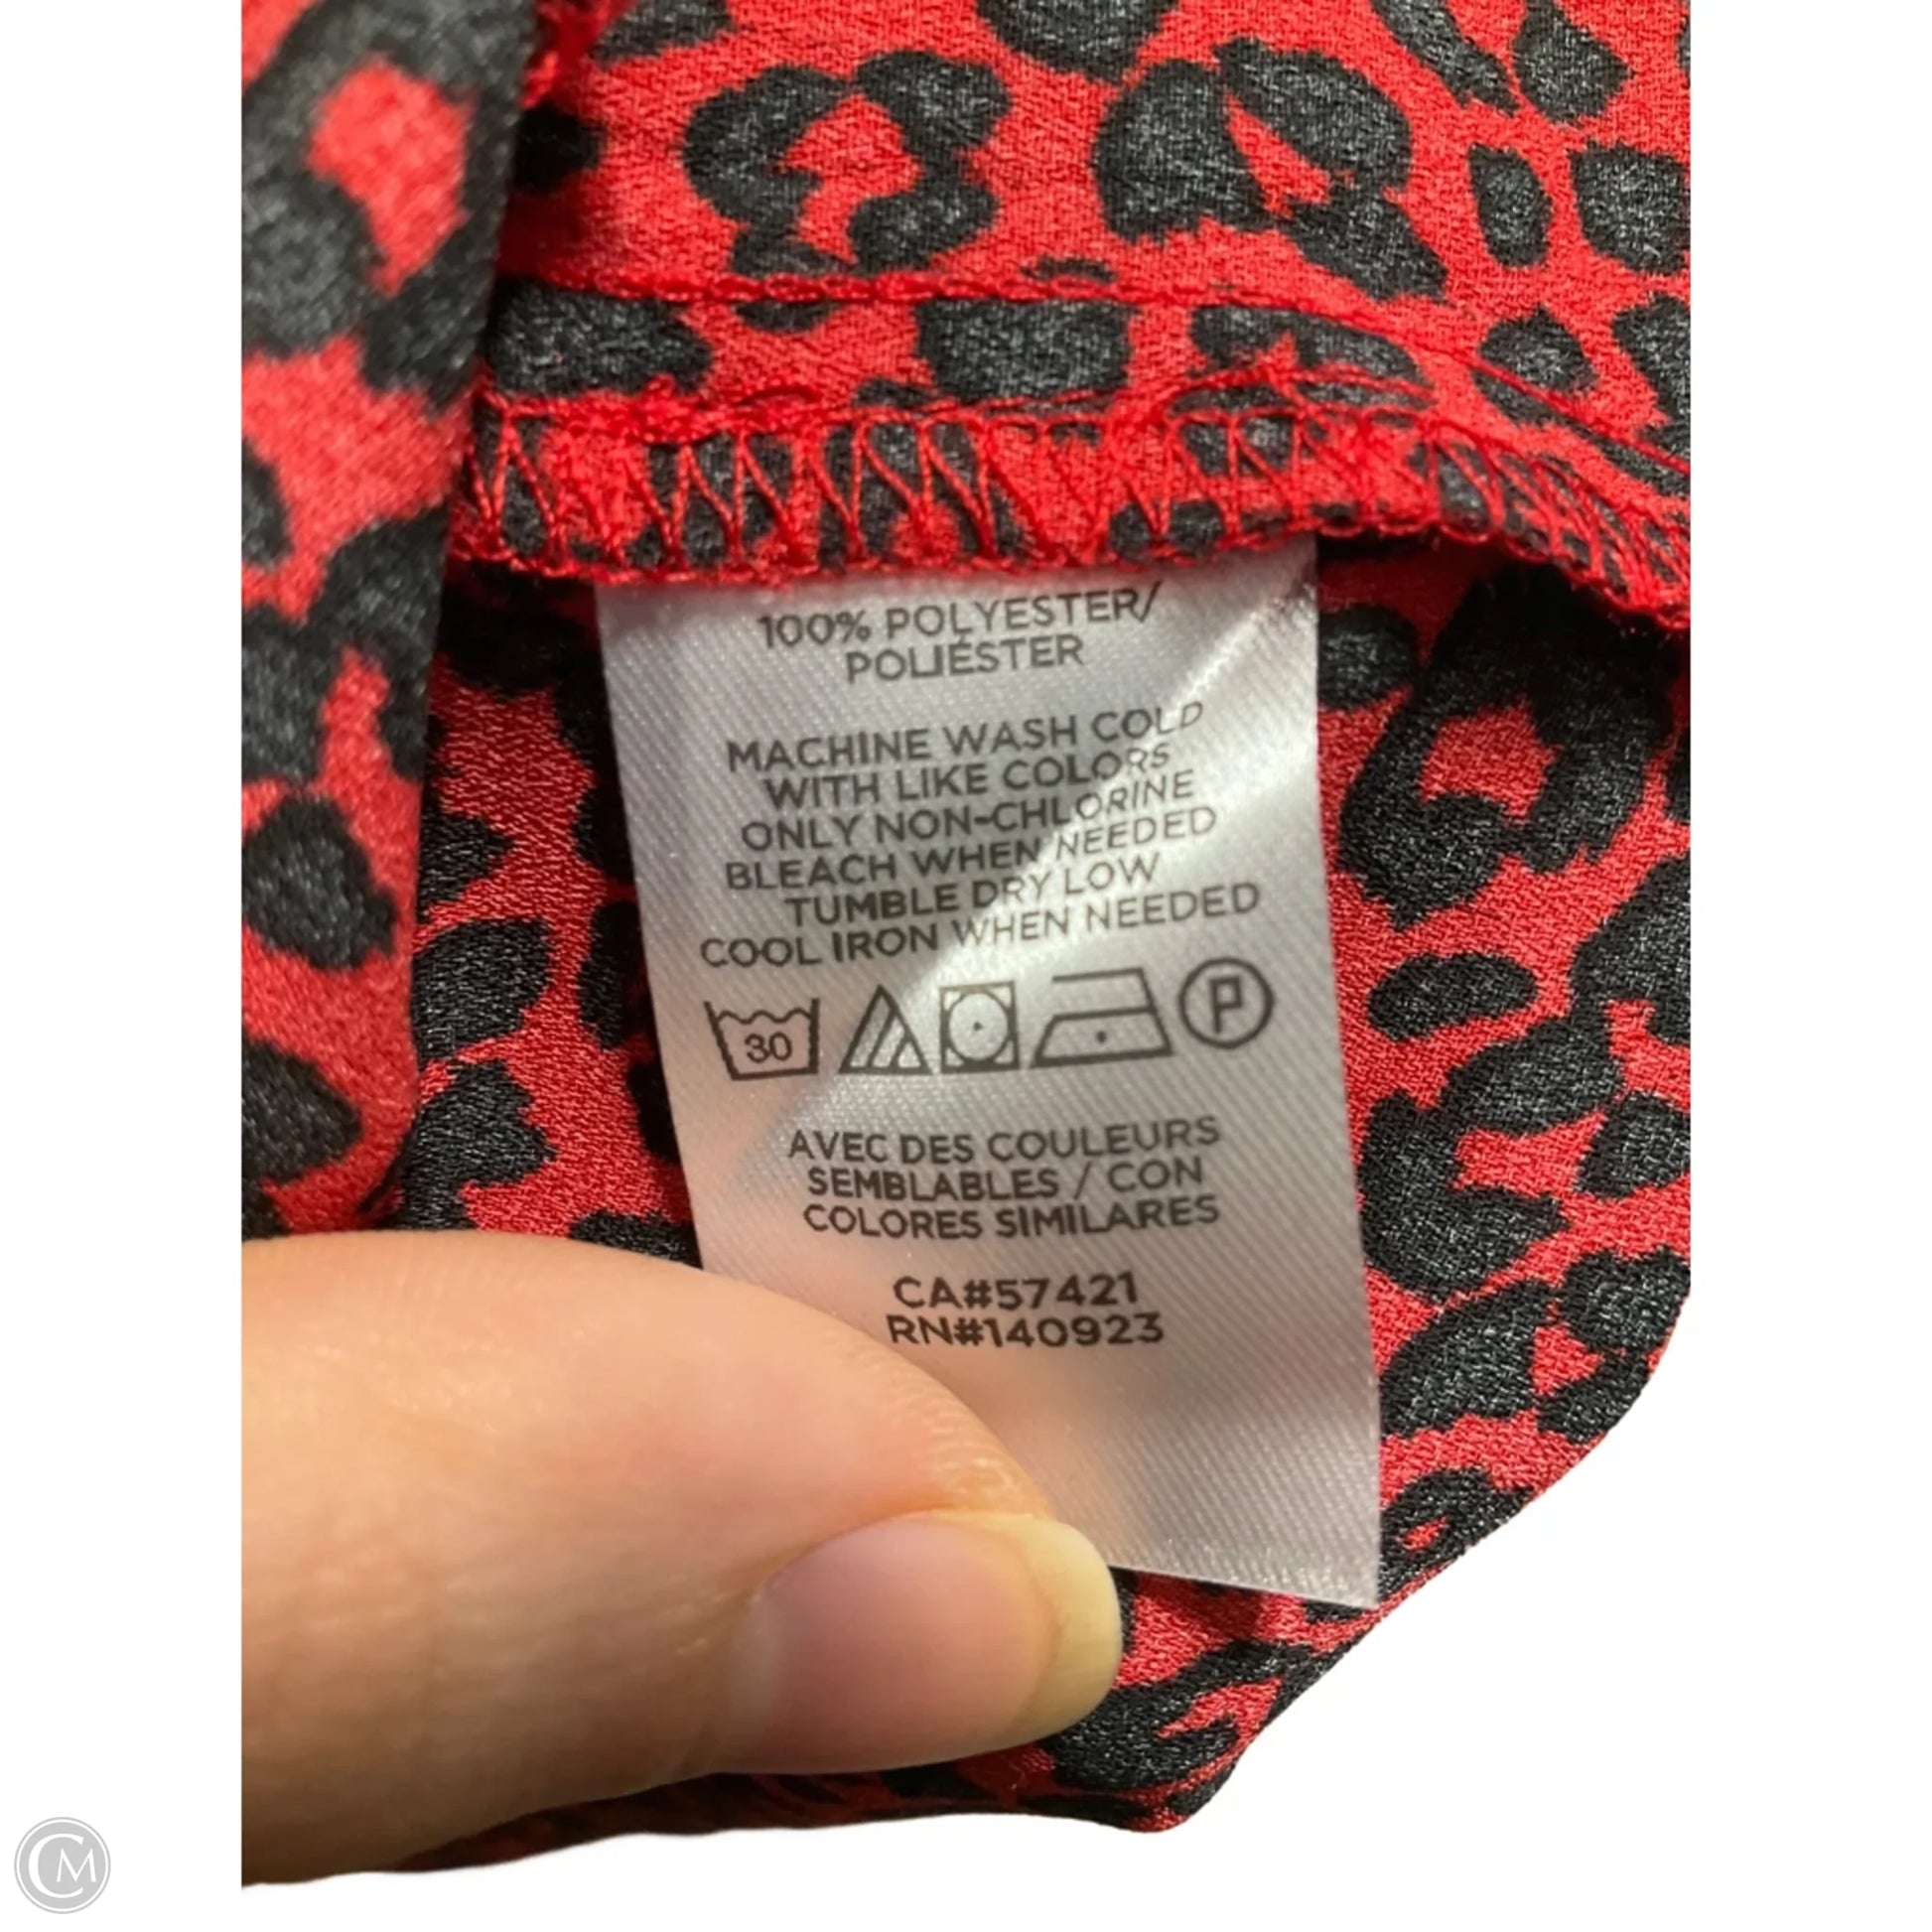 100% POLYESTER/
POLIÉSTER
MACHINE WASH COLD
WITH LIKE COLORS
ONLY NON-CHLORINE
BLEACH WHEN NEEDED
TUMBLE DRY LOW
COOL IRON WHEN NEEDED
30 P
AVEC DES COULEURS
SEMBLABLES / CON
COLORES SIMILARES
CA#57421
RN#140923
CM